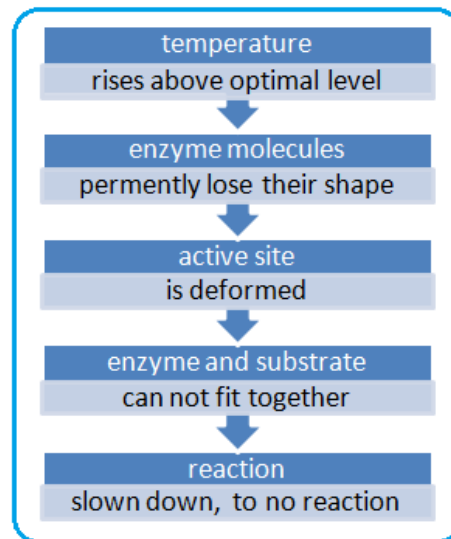 temperature
rises above optimal level
enzyme molecules
permently lose their shape
active site
is deformed
enzyme and substrate
can not fit together
reaction
slown down, to no reaction